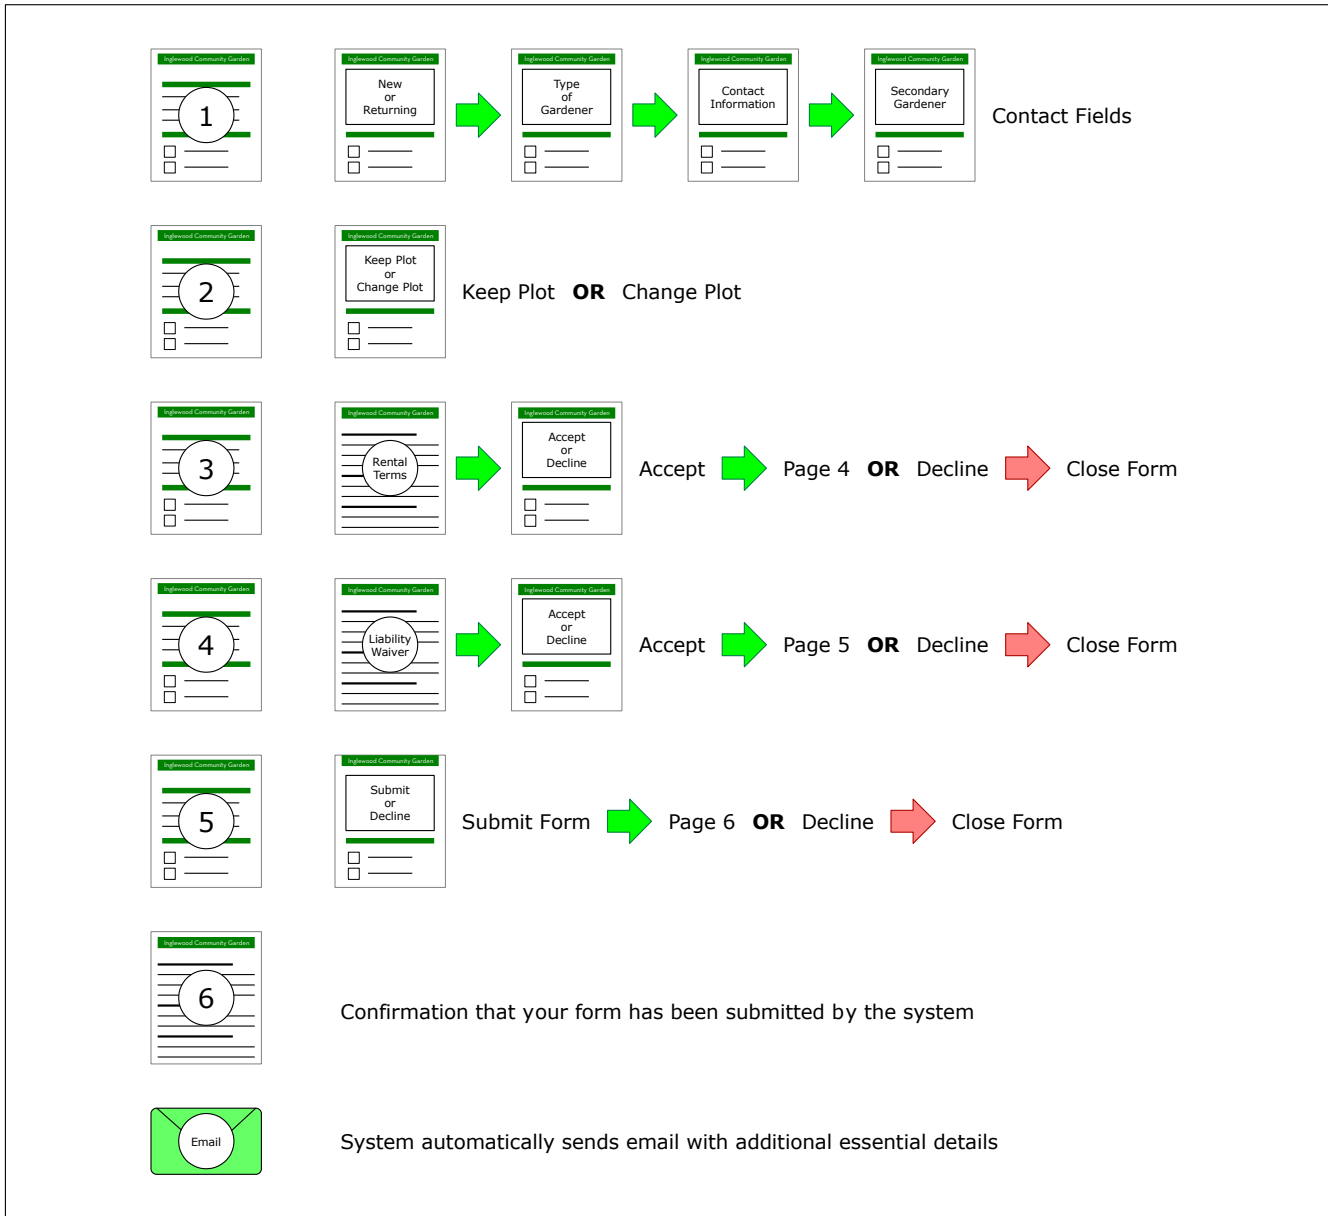 Inglewood Community Garden
1
Inglewood Community Garden
New
or
Returning
Inglewood Community Garden
Type
of
Gardener
Inglewood Community Garden
Contact
Information
Inglewood Community Garden
Secondary
Gardener
Contact Fields
Inglewood Community Garden
2
Inglewood Community Garden
Keep Plot
or
Change Plot
Keep Plot OR Change Plot
Inglewood Community Garden
3
Inglewood Community Garden
Rental
Terms
Inglewood Community Garden
Accept
or
Decline
Accept Page 4 OR Decline Close Form
Inglewood Community Garden
4
Inglewood Community Garden
Liability
Waiver
Inglewood Community Garden
Accept
or
Decline
Accept Page 5 OR Decline Close Form
Inglewood Community Garden
5
Inglewood Community Garden
Submit
or
Decline
Submit Form Page 6 OR Decline Close Form
Inglewood Community Garden
6
Confirmation that your form has been submitted by the system
Email
System automatically sends email with additional essential details